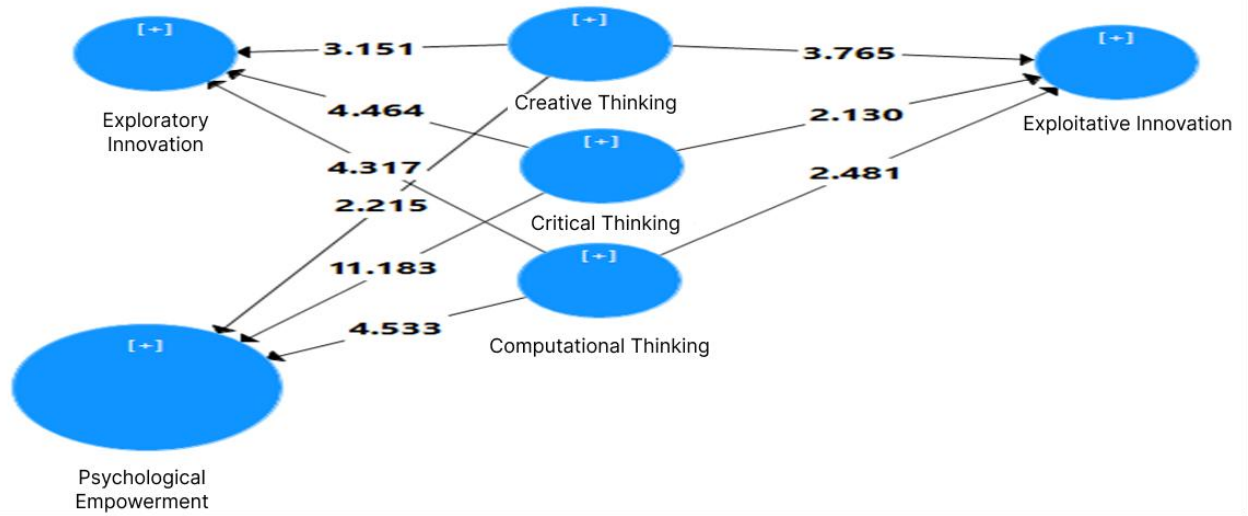 [+]
[+]
[+]
3.151
3.765
Creative Thinking
4.464
2.130
Exploratory
Innovation
Exploitative Innovation
[+]
4.317
2.481
2.215
Critical Thinking
11.183
[+]
4.533
Computational Thinking
[+]
Psychological
Empowerment